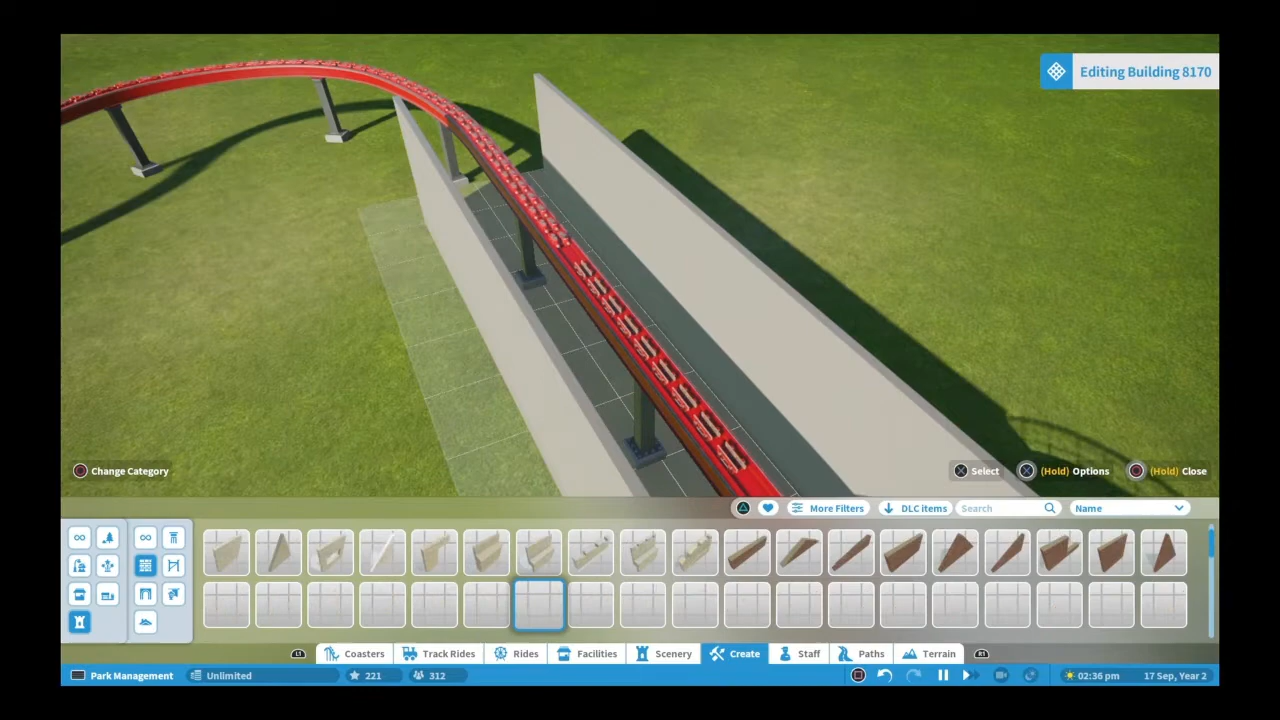 Editing Building 8170
Change Category
Select
(Hold) Options
(Hold) Close
More Filters
DLC items
Search
Name
L1
Coasters
Track Rides
Rides
Facilities
Scenery
Create
Staff
Paths
Terrain
R1
Park Management
Unlimited
221
312
02:36 pm
17 Sep, Year 2